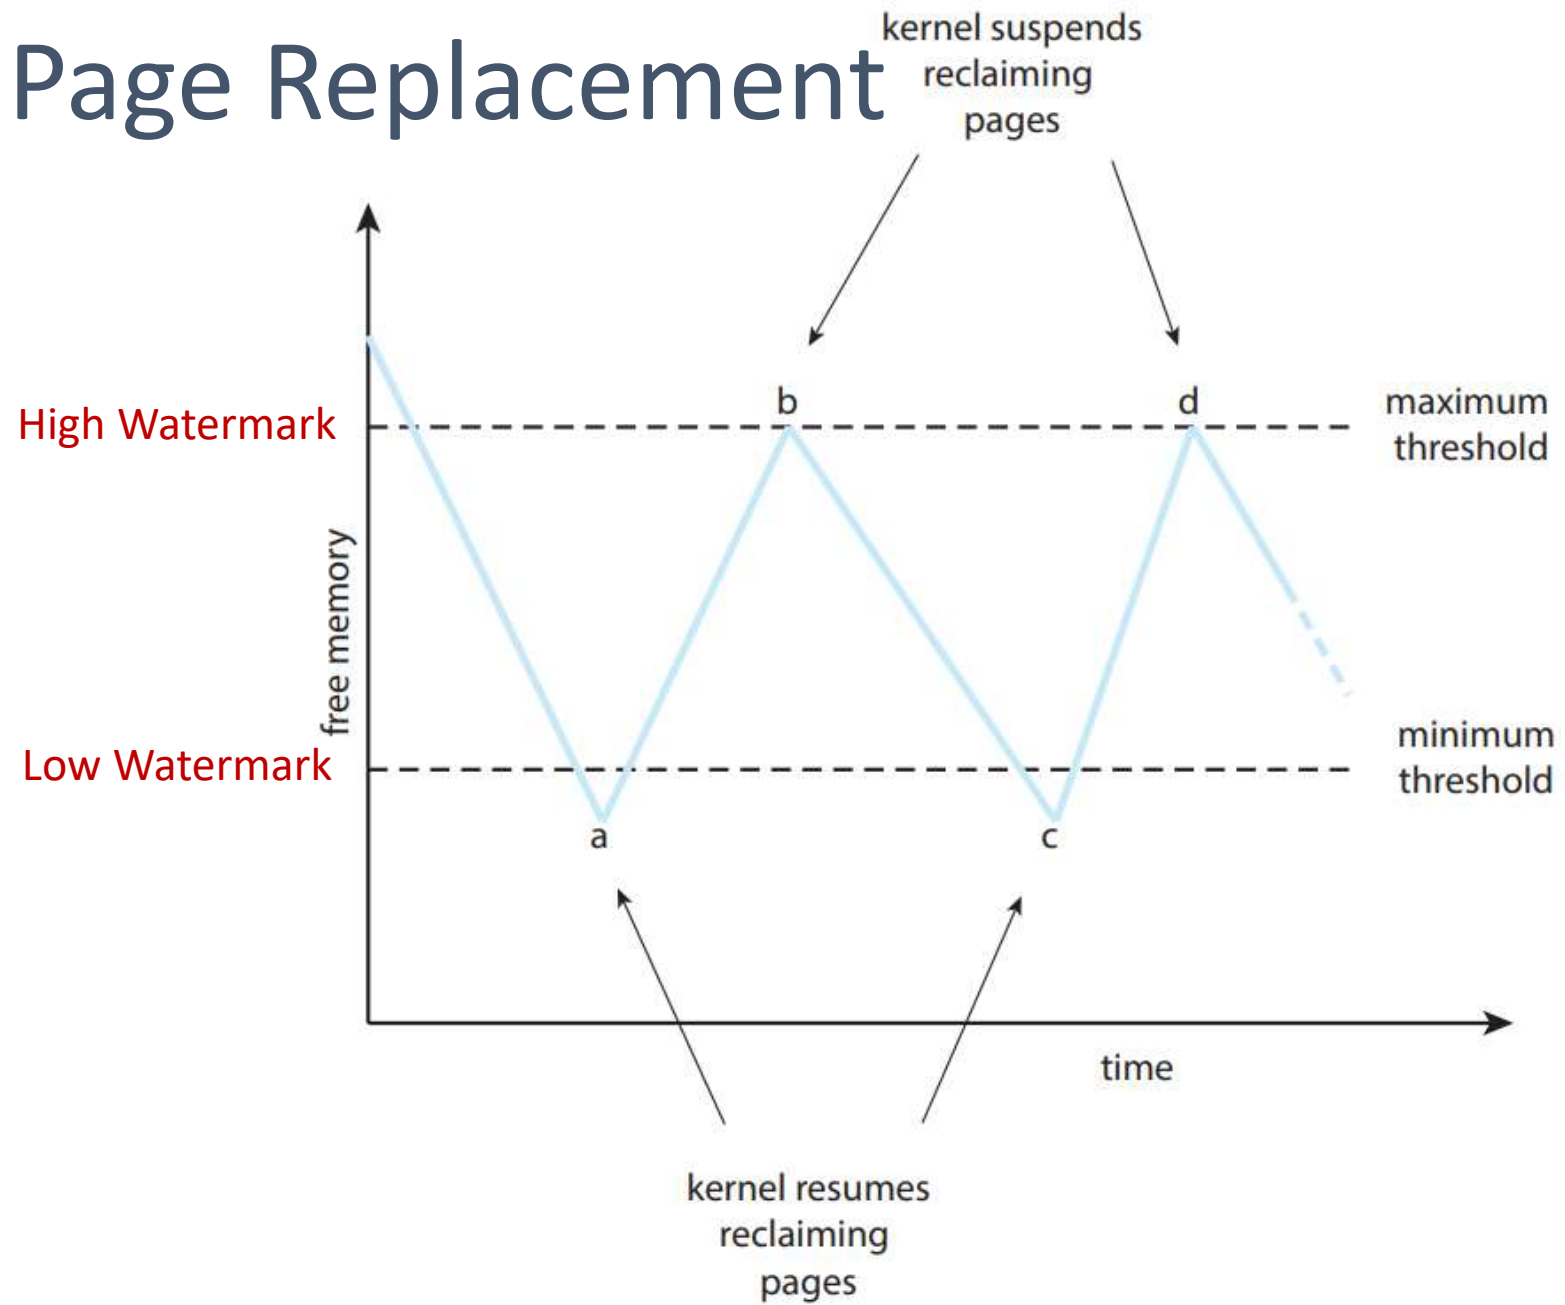 Page Replacement
kernel suspends
reclaiming
pages
High Watermark
b
d
maximum
threshold
free memory
Low Watermark
minimum
threshold
a
c
time
kernel resumes
reclaiming
pages